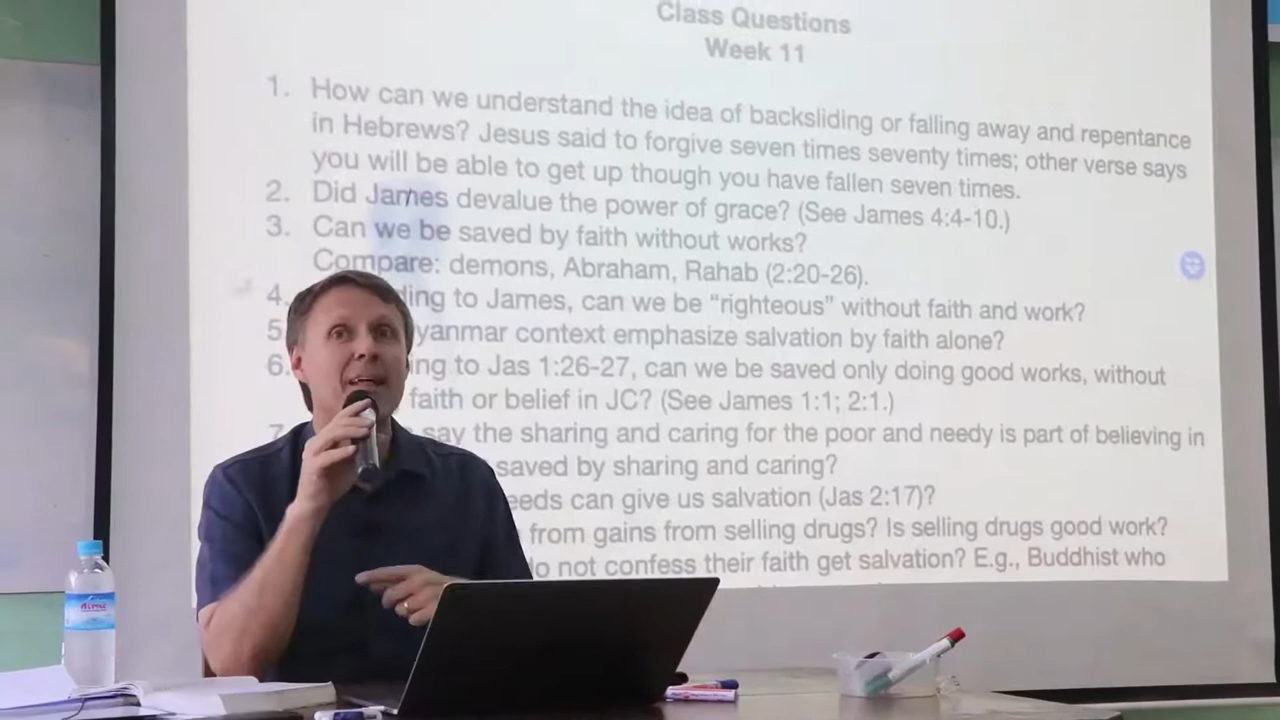 Class Questions
Week 11
1. How can we understand the idea of backsliding or falling away and repentance
in Hebrews? Jesus said to forgive seven times seventy times; other verse says
you will be able to get up though you have fallen seven times.
2. Did James devalue the power of grace? (See James 4:4-10.)
3. Can we be saved by faith without works?
Compare: demons, Abraham, Rahab (2:20-26).
4. ding to James, can we be “righteous” without faith and work?
5 yanmar context emphasize salvation by faith alone?
6. ing to Jas 1:26-27, can we be saved only doing good works, without
faith or belief in JC? (See James 1:1; 2:1.)
7 say the sharing and caring for the poor and needy is part of believing in
saved by sharing and caring?
eeds can give us salvation (Jas 2:17)?
from gains from selling drugs? Is selling drugs good work?
do not confess their faith get salvation? E.g., Buddhist who
ALPINE